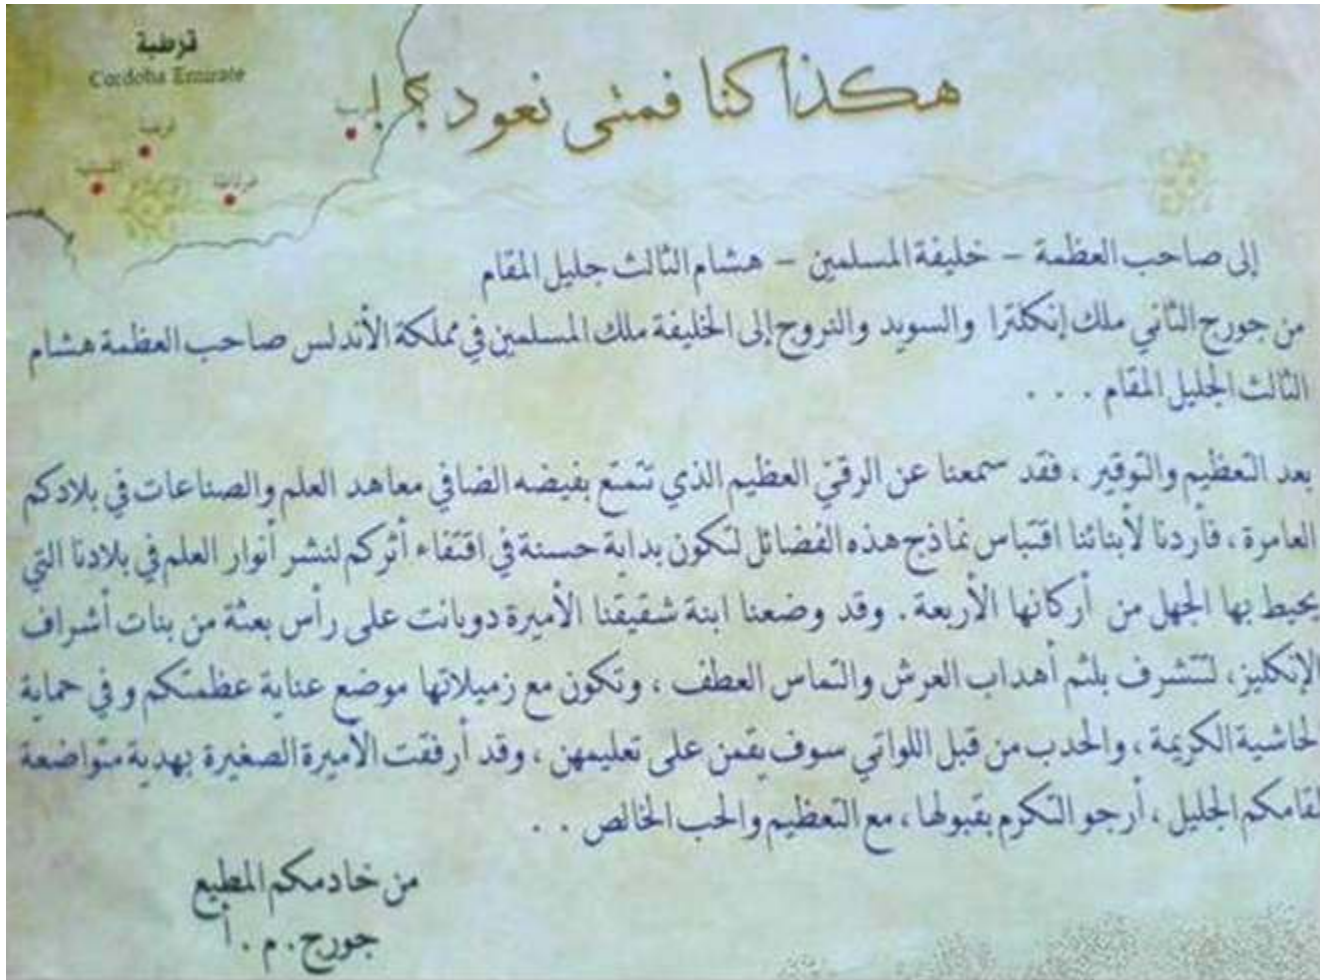 قرطبة
Cordoba Emirate
هكذا كنا فمتى نعود ؟!
قرطبة
غرناطة
إلى صاحب العظمة – خليفة المسلمين – هشام الثالث جليل المقام
من جورج الثاني ملك إنكلترا والسويد والنروج إلى الخليفة ملك المسلمين في مملكة الأندلس صاحب العظمة هشام
الثالث الجليل المقام . . .
بعد التعظيم والتوقير ، فقد سمعنا عن الرقيّ العظيم الذي تتمتع بفيضه الضافي معاهد العلم والصناعات في بلادكم
العامرة ، فأردنا لأبنائنا اقتباس نماذج هذه الفضائل لتكون بداية حسنة في اقتفاء أثركم لنشر أنوار العلم في بلادنا التي
يحيط بها الجهل من أركانها الأربعة . وقد وضعنا ابنة شقيقنا الأميرة دوبانت على رأس بعثة من بنات أشراف
الإنكليز، لتتشرف بلثم أهداب العرش والتماس العطف ، وتكون مع زميلاتها موضع عناية عظمتكم وفي حماية
الحاشية الكريمة ، والحدب من قبل اللواتي سوف يقمن على تعليمهن ، وقد أرفقت الأميرة الصغيرة بهدية متواضعة
لمقامكم الجليل ، أرجو التكرم بقبولها ، مع التعظيم والحب الخالص . .
من خادمكم المطيع
جورج . م . أ